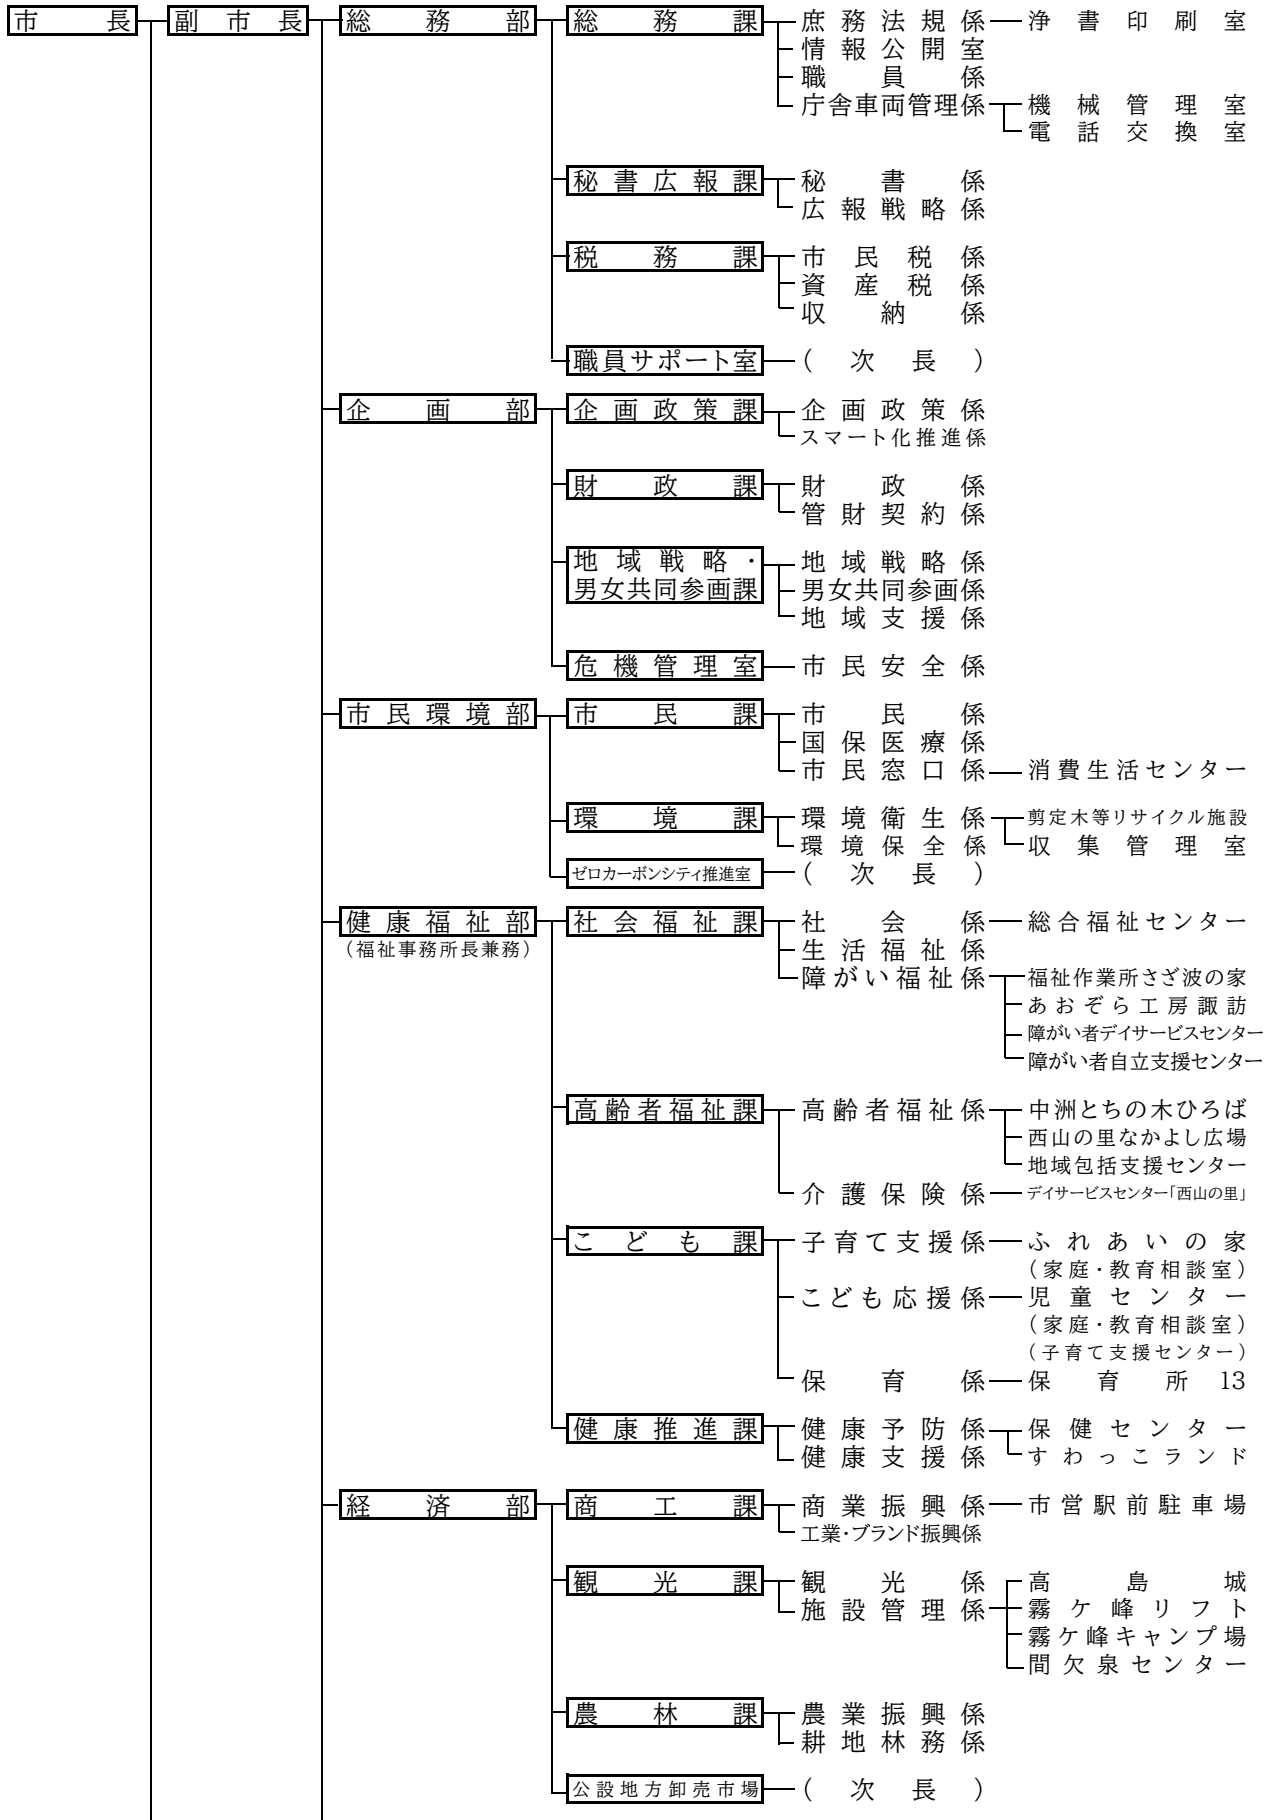 市長 副市長 総務部 総務課 庶務法規係 浄書印刷室
情報公開室
職員係
庁舎車両管理係 機械管理室
電話交換室
秘書広報課 秘書係
広報戦略係
税務課 市民税係
資産税係
収納係
職員サポート室 (次長)
企画部 企画政策課 企画政策係
スマート化推進係
財政課 財政係
管財契約係
地域戦略・ 地域戦略係
男女共同参画課 男女共同参画係
地域支援係
危機管理室 市民安全係
市民環境部 市民課 市民係
国保医療係
市民窓口係 消費生活センター
環境課 環境衛生係 剪定木等リサイクル施設
環境保全係 収集管理室
ゼロカーボンシティ推進室 (次長)
健康福祉部 社会福祉課 社会係 総合福祉センター
(福祉事務所長兼務) 生活福祉係
障がい福祉係 福祉作業所さざ波の家
あおぞら工房諏訪
障がい者デイサービスセンター
障がい者自立支援センター
高齢者福祉課 高齢者福祉係 中洲とちの木ひろば
西山の里なかよし広場
地域包括支援センター
介護保険係 デイサービスセンター「西山の里」
こども課 子育て支援係 ふれあいの家
(家庭・教育相談室)
こども応援係 児童センター
(家庭・教育相談室)
(子育て支援センター)
保育係 保育所13
健康推進課 健康予防係 保健センター
健康支援係 すわっこランド
経済部 商工課 商業振興係 市営駅前駐車場
工業・ブランド振興係
観光課 観光係 高島城
施設管理係 霧ケ峰リフト
霧ケ峰キャンプ場
間欠泉センター
農林課 農業振興係
耕地林務係
公設地方卸売市場 (次長)